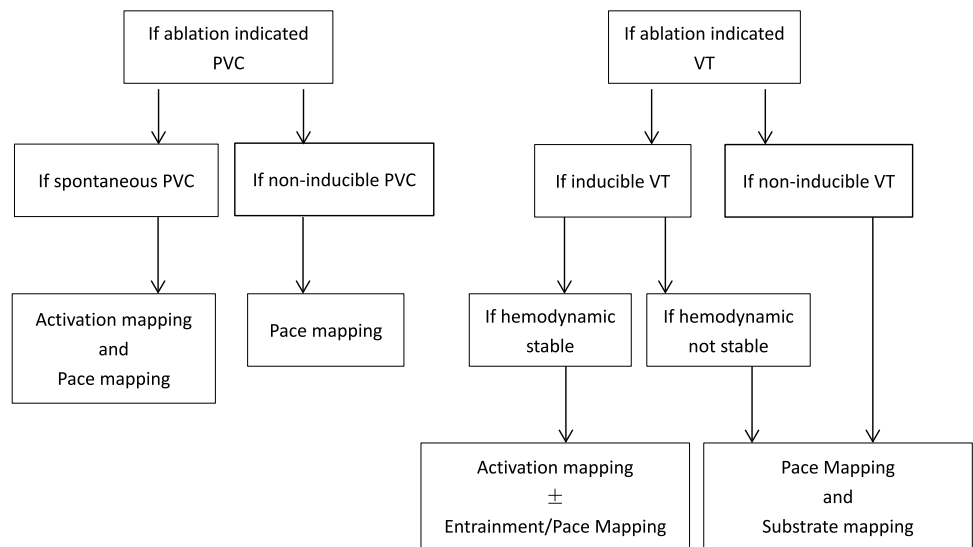 If ablation indicated
PVC
If ablation indicated
VT
If spontaneous PVC
If non-inducible PVC
If inducible VT
If non-inducible VT
Activation mapping
and
Pace mapping
Pace mapping
If hemodynamic
stable
If hemodynamic
not stable
Activation mapping
±
Entrainment/Pace Mapping
Pace Mapping
and
Substrate mapping